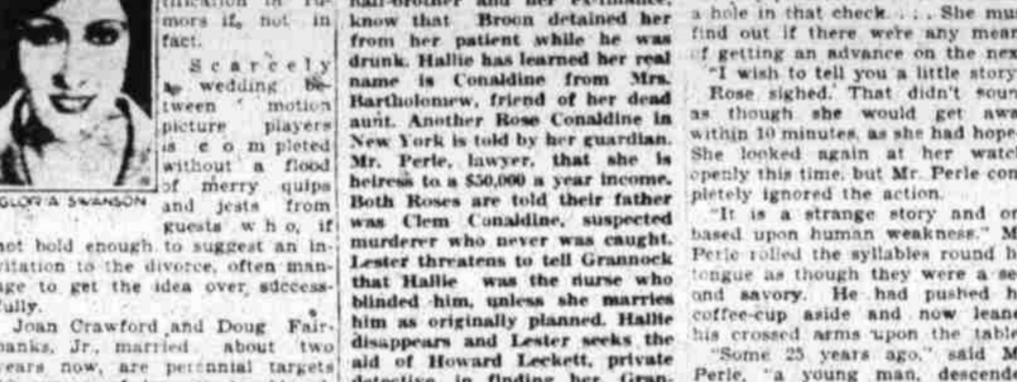 mors if, not in
fact.
Scarcely
a wedding be-
tween motion
picture players
is completed
without a flood
of merry quips
and jests from
guests who, if
GLORIA SWANSON
not bold enough to suggest an in-
vitation to the divorce, often man-
age to get the idea over, success-
fully.
Joan Crawford and Doug Fair-
banks, Jr., married about two
years now, are perennial targets
half-brother and her ex-fiance,
know that Broon detained her
from her patient while he was
drunk. Hallie has learned her real
name is Conaldine from Mrs.
Bartholomew, friend of her dead
aunt. Another Rose Conaldine in
New York is told by her guardian,
Mr. Perle, lawyer, that she is
heiress to a $50,000 a year income.
Both Roses are told their father
was Clem Conaldine, suspected
murderer who never was caught.
Lester threatens to tell Grannock
that Hallie was the nurse who
blinded him, unless she marries
him as originally planned. Hallie
disappears and Lester seeks the
aid of Howard Leckett, private
detective in finding her. Gran-
a hole in that check. . . . She mu
find out if there were any mean
of getting an advance on the nex
"I wish to tell you a little story
Rose sighed. That didn't soun
as though she would get awa
within 10 minutes, as she had hope
She looked again at her watch
openly this time, but Mr. Perle com
pletely ignored the action.
"It is a strange story and on
based upon human weakness." M
Perle rolled the syllables round h
tongue as though they were a se
ond savory. He had pushed h
coffee-cup aside and now leane
his crossed arms upon the table
"Some 25 years ago," said M
Perle, "a young man, descende